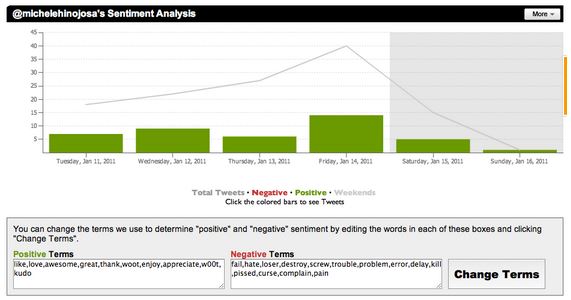 @michelehinojosa's Sentiment Analysis
More
45
40
35
30
25
20
15
10
5
Tuesday, Jan 11, 2011 Wednesday, Jan 12, 2011 Thursday, Jan 13, 2011 Friday, Jan 14, 2011 Saturday, Jan 15, 2011 Sunday, Jan 16, 2011
Total Tweets • Negative • Positive • Weekends
Click the colored bars to see Tweets
You can change the terms we use to determine "positive" and "negative" sentiment by editing the words in each of these boxes and clicking
"Change Terms".
Positive Terms
like,love,awesome,great,thank,woot,enjoy,appreciate,w00t,
kudo
Negative Terms
fail,hate,loser,destroy,screw,trouble,problem,error,delay,kill
,pissed,curse,complain,pain
Change Terms